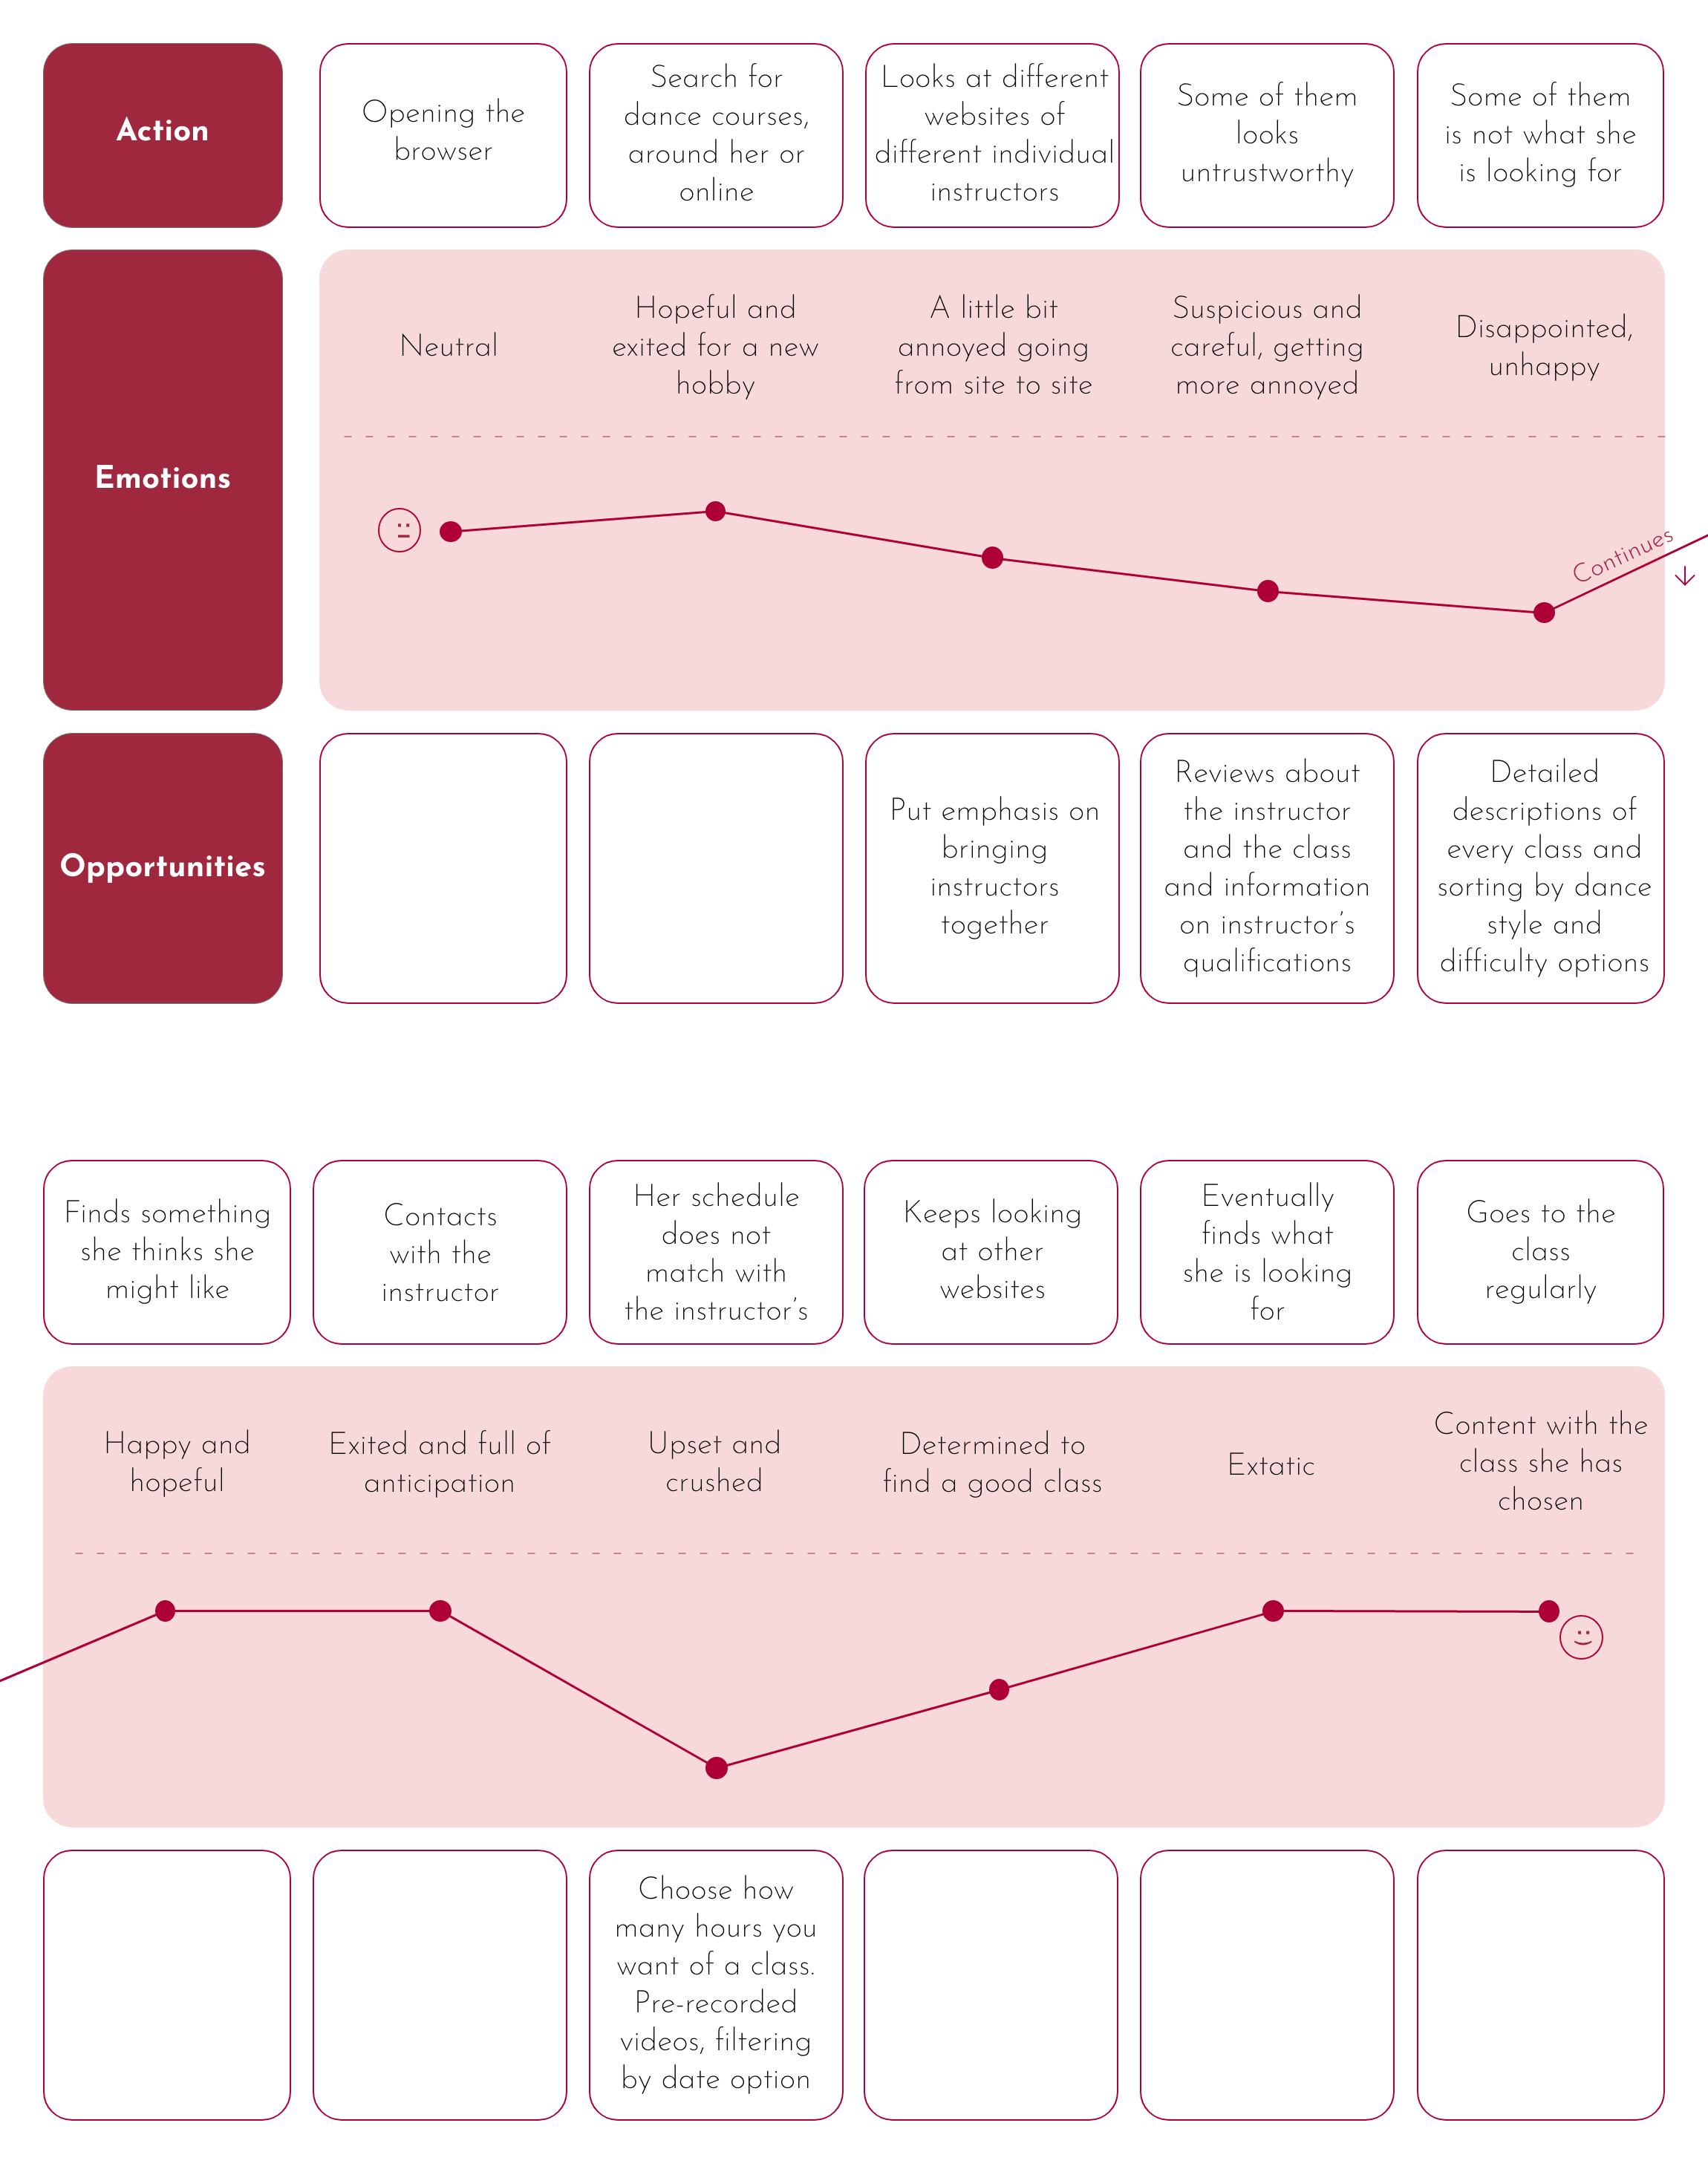 Action
Opening the
browser
Search for
dance courses,
around her or
online
Looks at different
websites of
different individual
instructors
Some of them
looks
untrustworthy
Some of them
is not what she
is looking for
Emotions
Neutral
Hopeful and
exited for a new
hobby
A little bit
annoyed going
from site to site
Suspicious and
careful, getting
more annoyed
Disappointed,
unhappy
Continues
Opportunities
Put emphasis on
bringing
instructors
together
Reviews about
the instructor
and the class
and information
on instructor's
qualifications
Detailed
descriptions of
every class and
sorting by dance
style and
difficulty options
Finds something
she thinks she
might like
Contacts
with the
instructor
Her schedule
does not
match with
the instructor's
Keeps looking
at other
websites
Eventually
finds what
she is looking
for
Goes to the
class
regularly
Happy and
hopeful
Exited and full of
anticipation
Upset and
crushed
Determined to
find a good class
Extatic
Content with the
class she has
chosen
Choose how
many hours you
want of a class.
Pre-recorded
videos, filtering
by date option